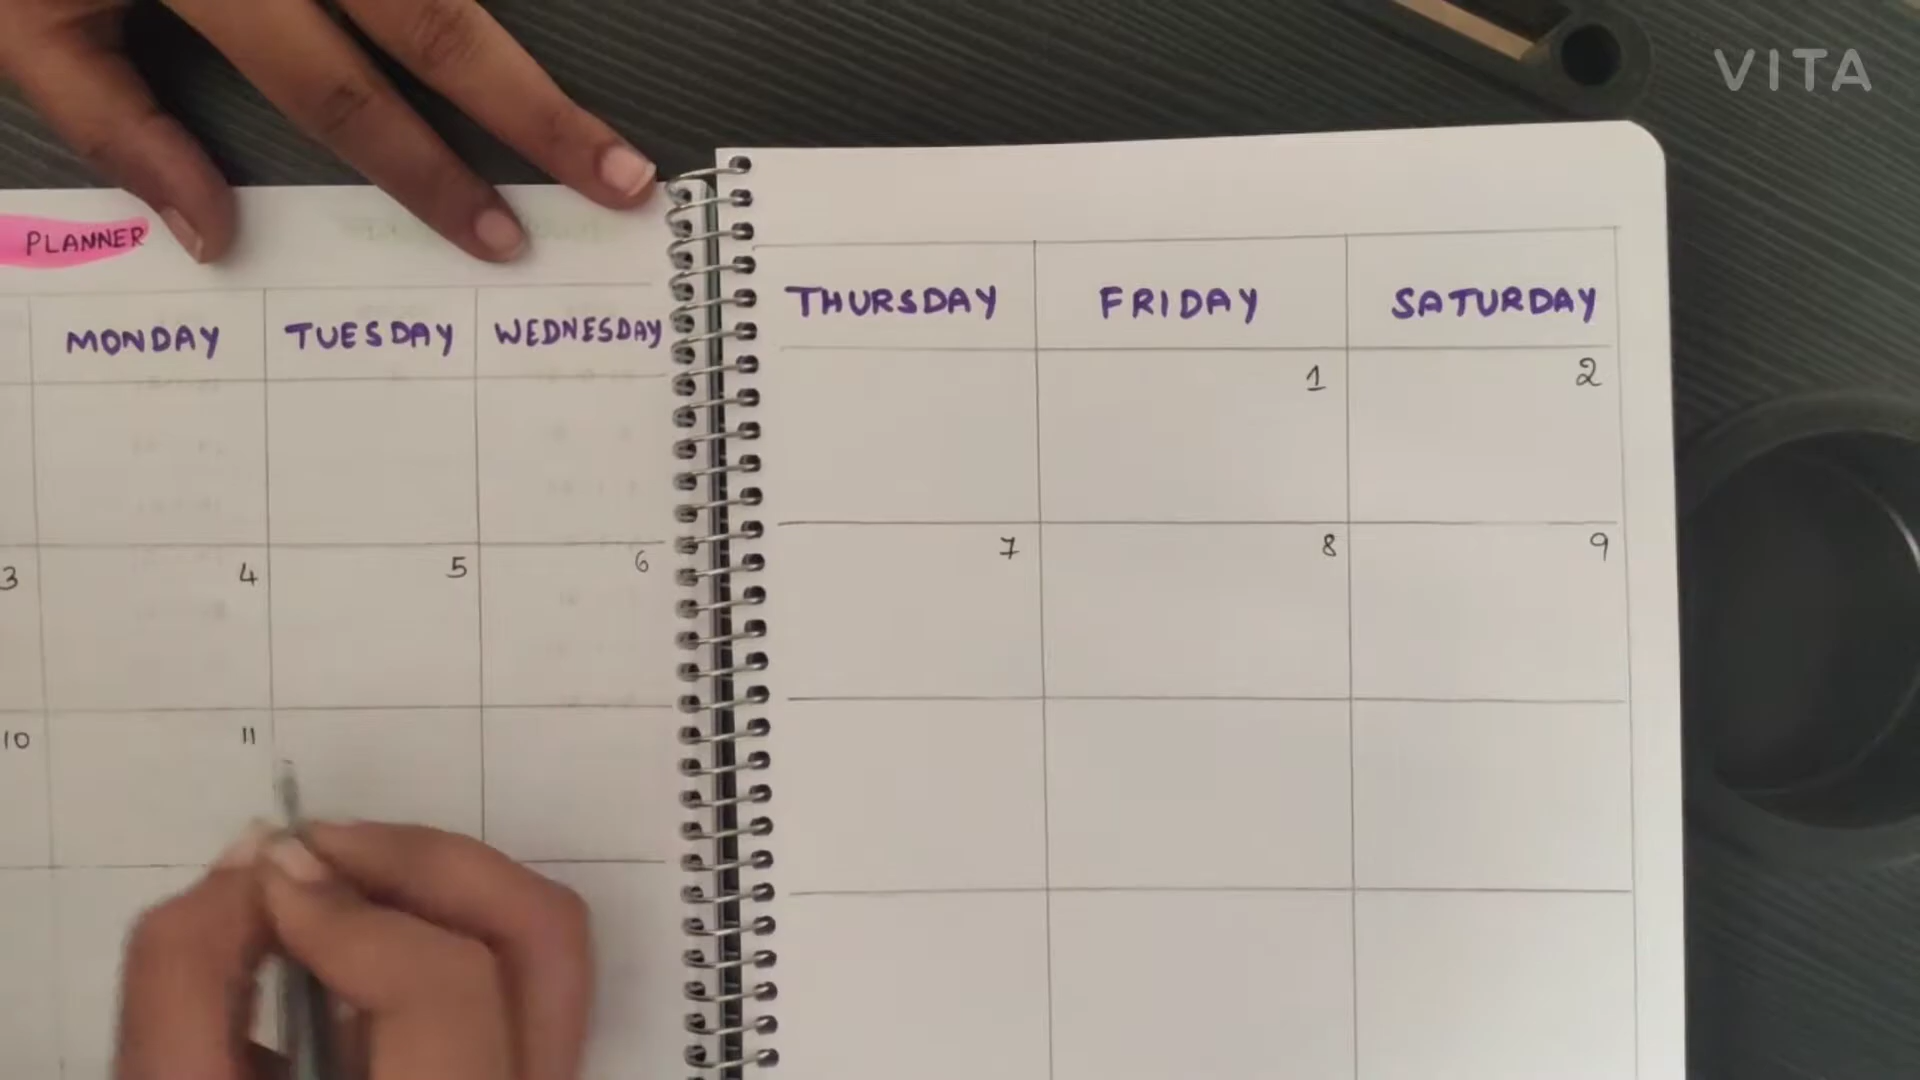 VITA
PLANNER
MONDAY TUESDAY WEDNESDAY THURSDAY FRIDAY SATURDAY
1 2
3 4 5 6 7 8 9
10 11